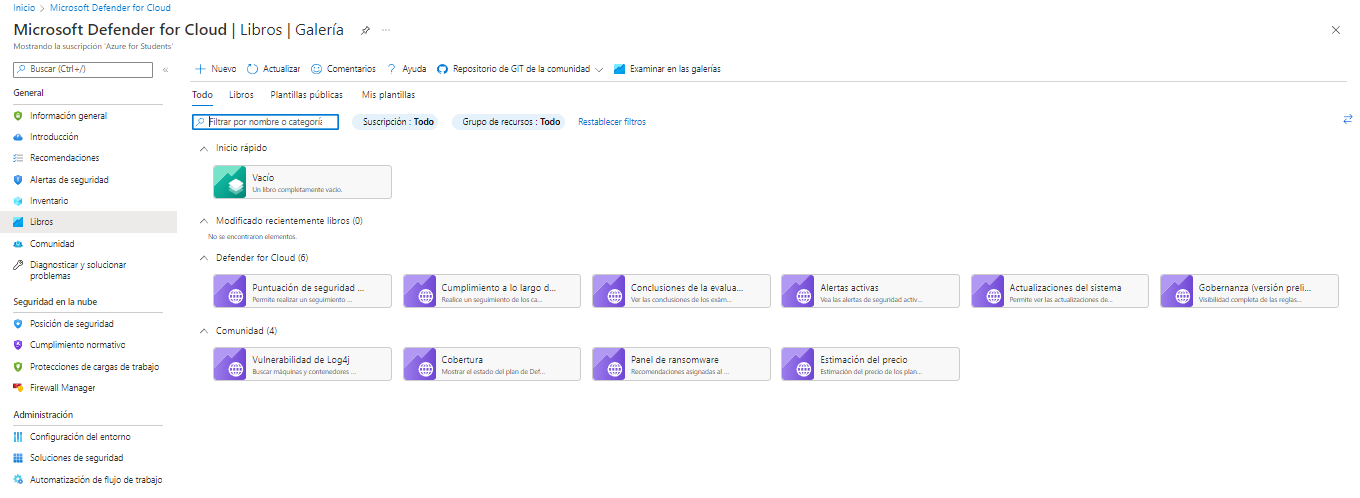 Inicio > Microsoft Defender for Cloud
Microsoft Defender for Cloud | Libros | Galería
Mostrando la suscripción 'Azure for Students'
Buscar (Ctrl+/)
General
Información general
Introducción
Recomendaciones
Alertas de seguridad
Inventario
Libros
Comunidad
Diagnosticar y solucionar
problemas
Seguridad en la nube
Posición de seguridad
Cumplimiento normativo
Protecciones de cargas de trabajo
Firewall Manager
Administración
Configuración del entorno
Soluciones de seguridad
Automatización de flujo de trabajo
Nuevo Actualizar Comentarios ? Ayuda Repositorio de GIT de la comunidad Examinar en las galerías
Todo Libros Plantillas públicas Mis plantillas
Filtrar por nombre o categoría Suscripción : Todo Grupo de recursos : Todo Restablecer filtros
Inicio rápido
Vacío
Un libro completamente vacío.
Modificado recientemente libros (0)
No se encontraron elementos.
Defender for Cloud (6)
Puntuación de seguridad ...
Permite realizar un seguimiento ...
Cumplimiento a lo largo d...
Realice un seguimiento de los ca...
Conclusiones de la evalua...
Ver las conclusiones de los exám...
Alertas activas
Vea las alertas de seguridad activ...
Actualizaciones del sistema
Permite ver las actualizaciones de...
Gobernanza (versión preli...
Visibilidad completa de las reglas...
Comunidad (4)
Vulnerabilidad de Log4j
Buscar máquinas y contenedores ...
Cobertura
Mostrar el estado del plan de Def...
Panel de ransomware
Recomendaciones asignadas al ...
Estimación del precio
Estimación del precio de los plan...